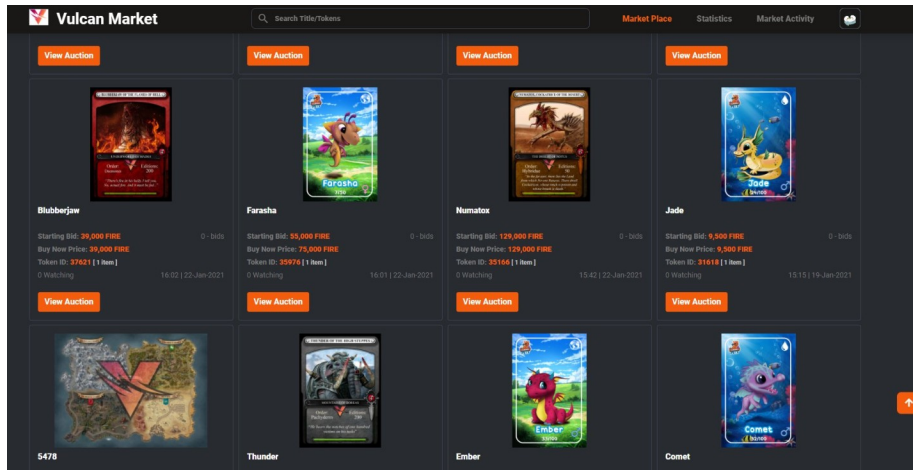 Vulcan Market
Search Title/Tokens
Market Place
Statistics
Market Activity
View Auction
View Auction
View Auction
View Auction
Blubberjaw
Starting Bid: 39,000 FIRE
0 - bids
Buy Now Price: 39,000 FIRE
Token ID: 37621 [ 1 item ]
0 Watching
16:02 | 22-Jan-2021
View Auction
Farasha
Farasha
Starting Bid: 55,000 FIRE
0 - bids
Buy Now Price: 75,000 FIRE
Token ID: 35976 [ 1 item ]
0 Watching
16:01 | 22-Jan-2021
View Auction
Numatox
Starting Bid: 129,000 FIRE
0 - bids
Buy Now Price: 129,000 FIRE
Token ID: 35166 [ 1 item ]
0 Watching
15:42 | 22-Jan-2021
View Auction
Jade
Jade
Starting Bid: 9,500 FIRE
0 - bids
Buy Now Price: 9,500 FIRE
Token ID: 31618 [ 1 item ]
0 Watching
15:15 | 19-Jan-2021
View Auction
5478
Thunder
Ember
Ember
Comet
Comet